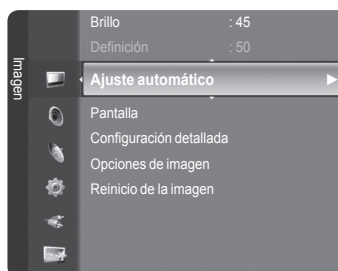 Imagen
Brillo : 45
Definición : 50
Ajuste automático
Pantalla
Configuración detallada
Opciones de imagen
Reinicio de la imagen